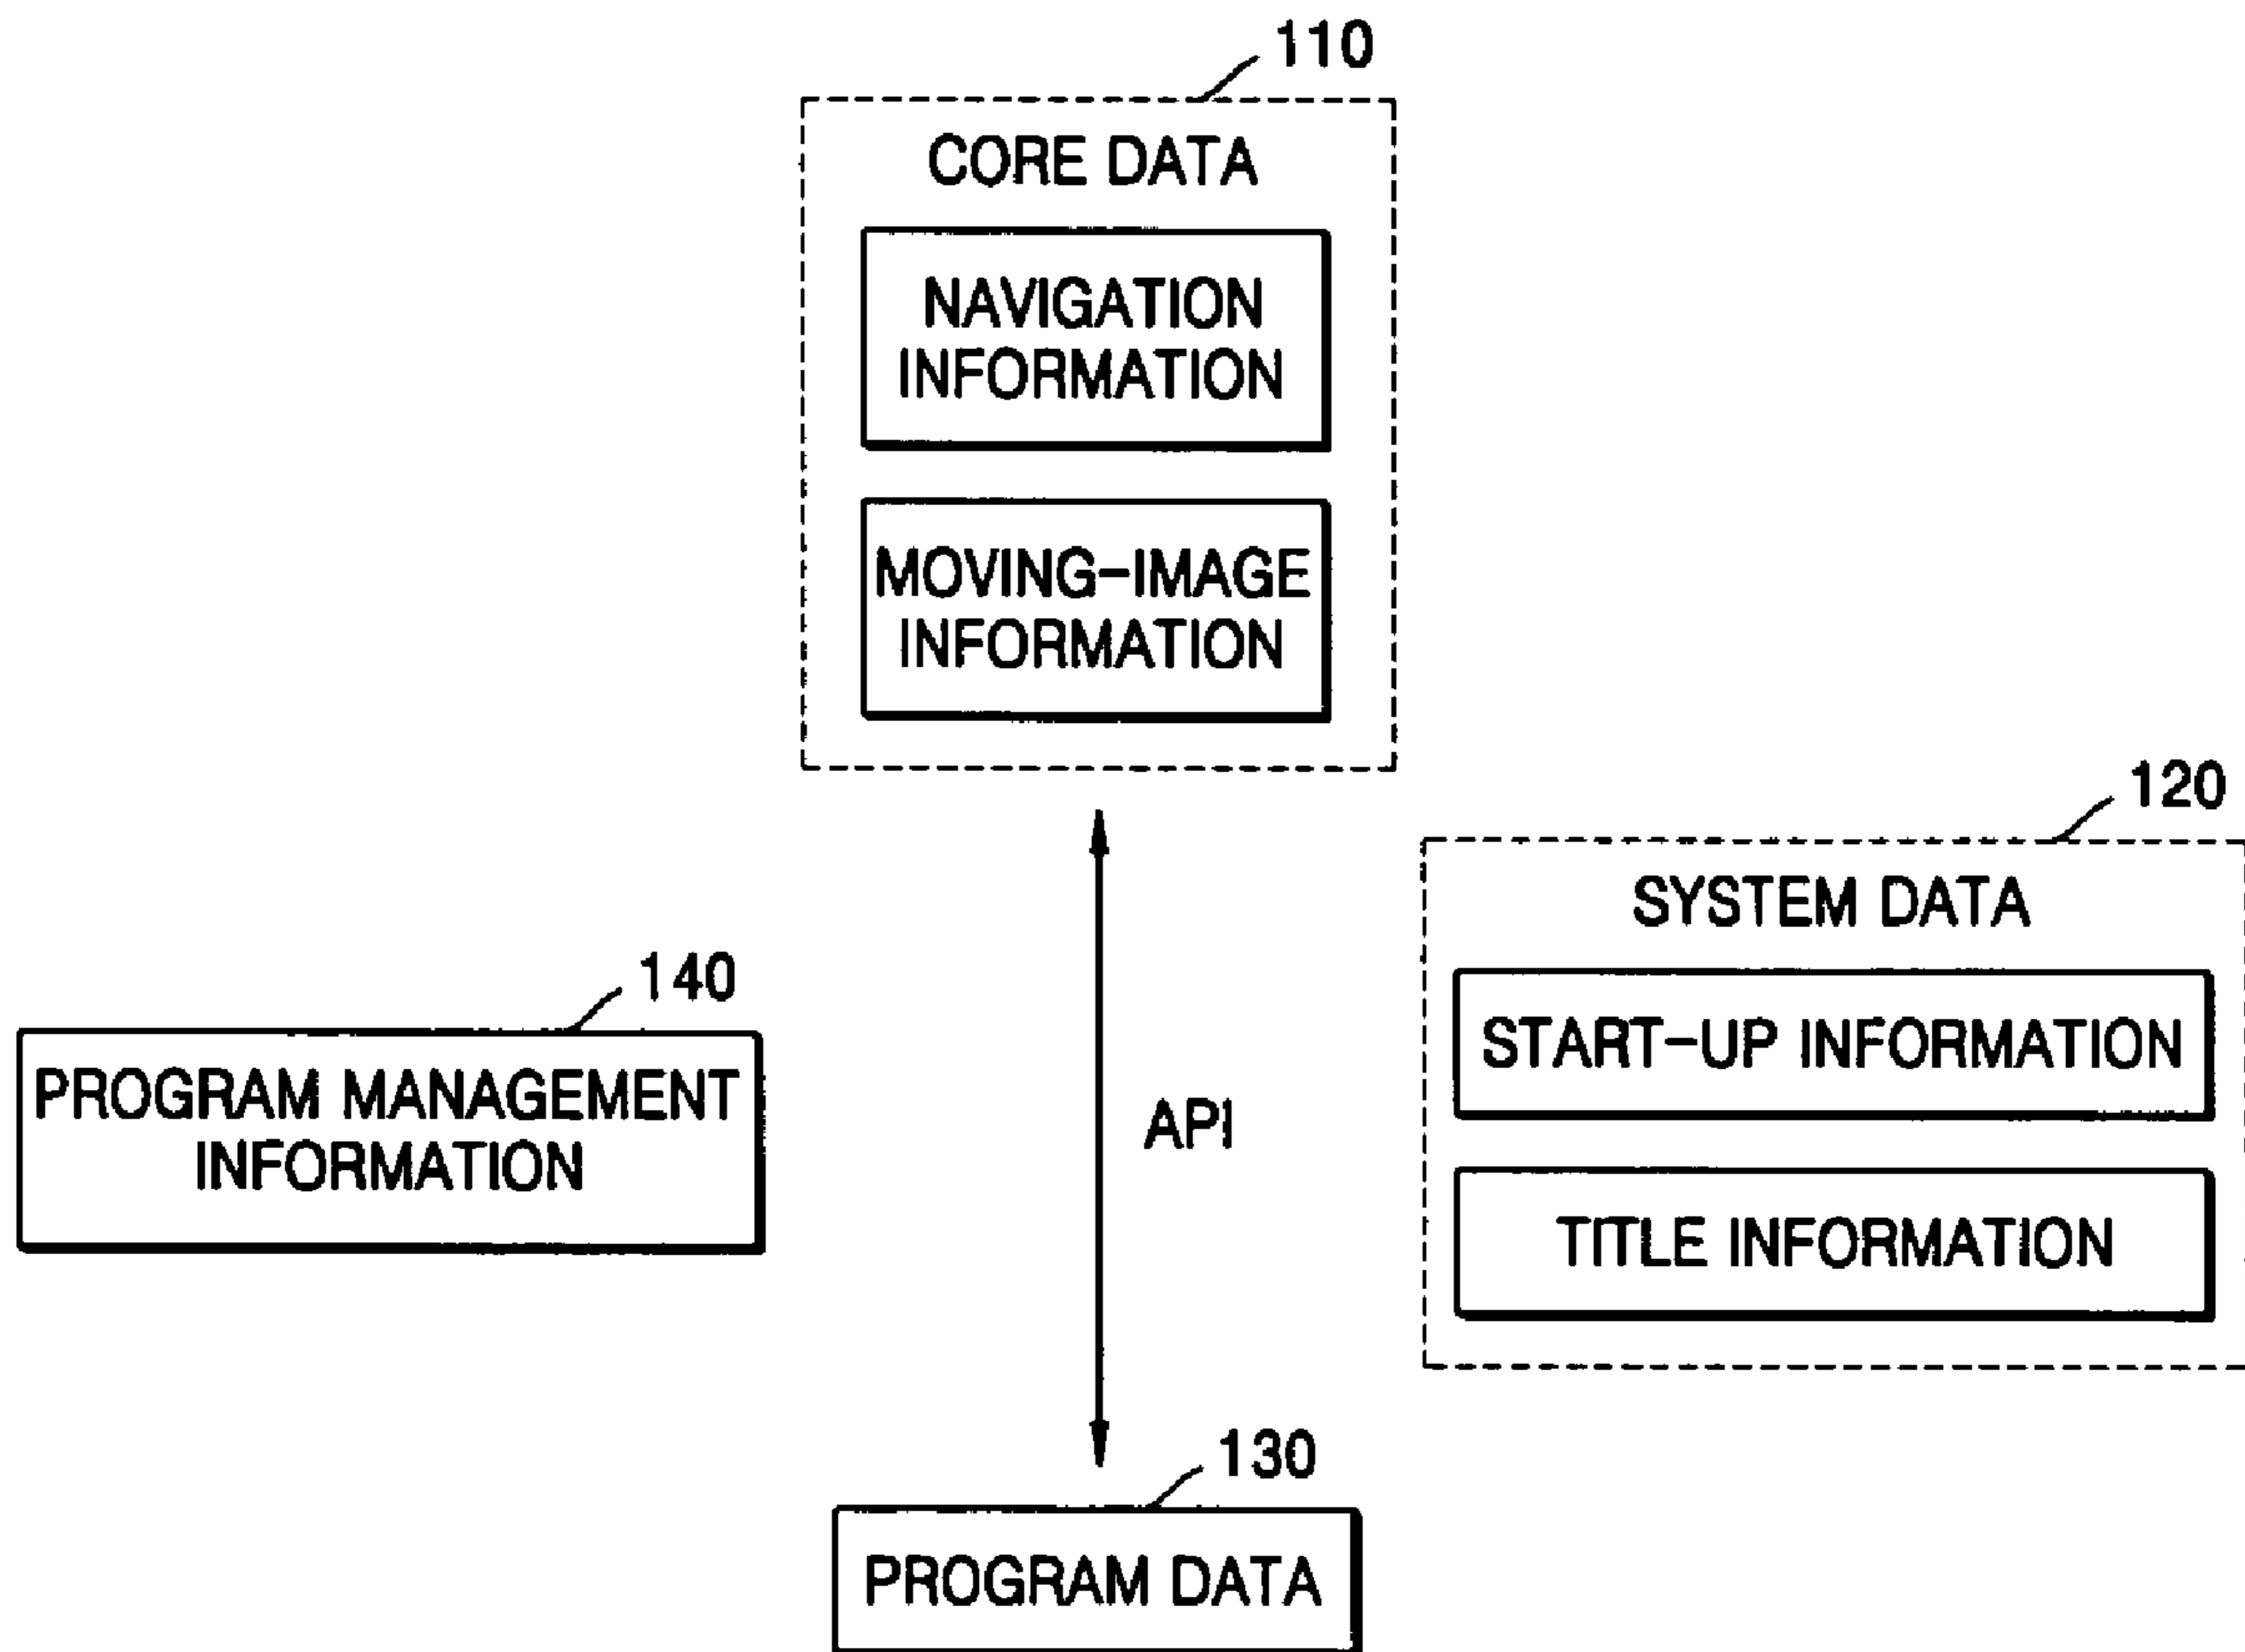 110
CORE DATA
NAVIGATION
INFORMATION
MOVING-IMAGE
INFORMATION
120
SYSTEM DATA
START-UP INFORMATION
TITLE INFORMATION
140
PROGRAM MANAGEMENT
INFORMATION
API
130
PROGRAM DATA